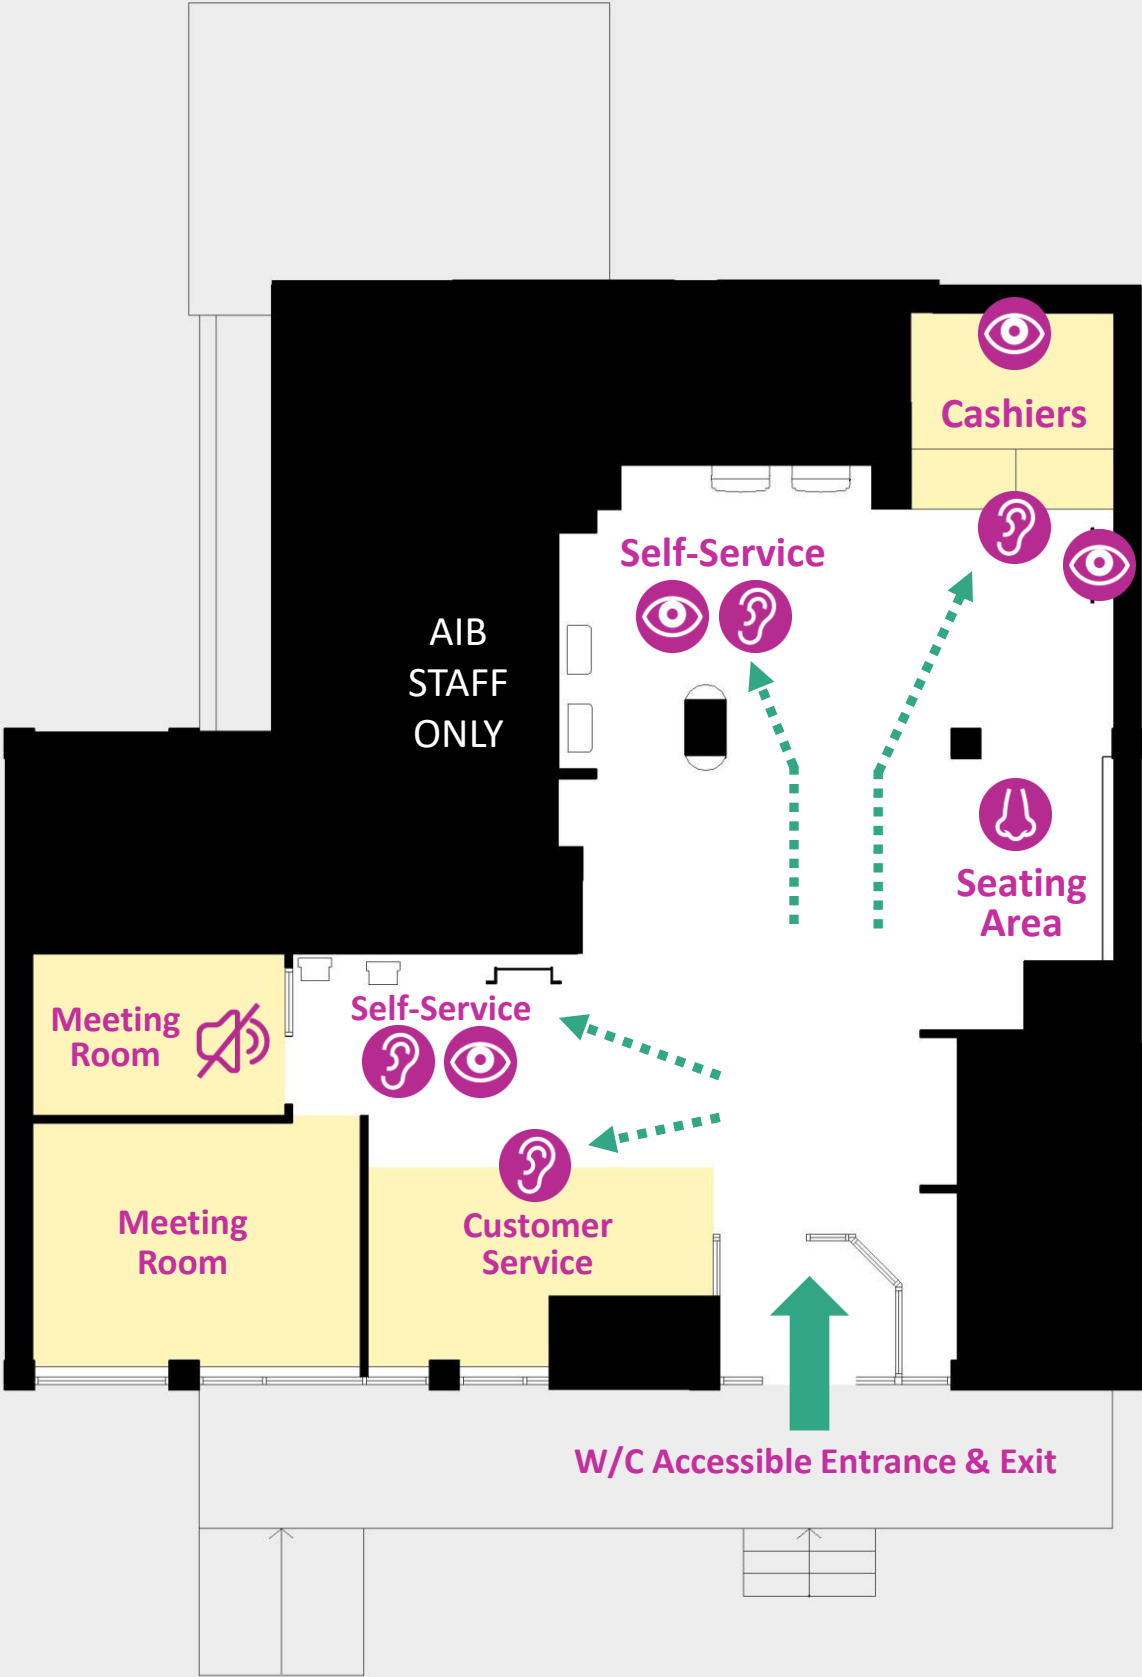 Cashiers
Self-Service
AIB
STAFF
ONLY
Seating
Area
Meeting
Room
Self-Service
Meeting
Room
Customer
Service
W/C Accessible Entrance & Exit